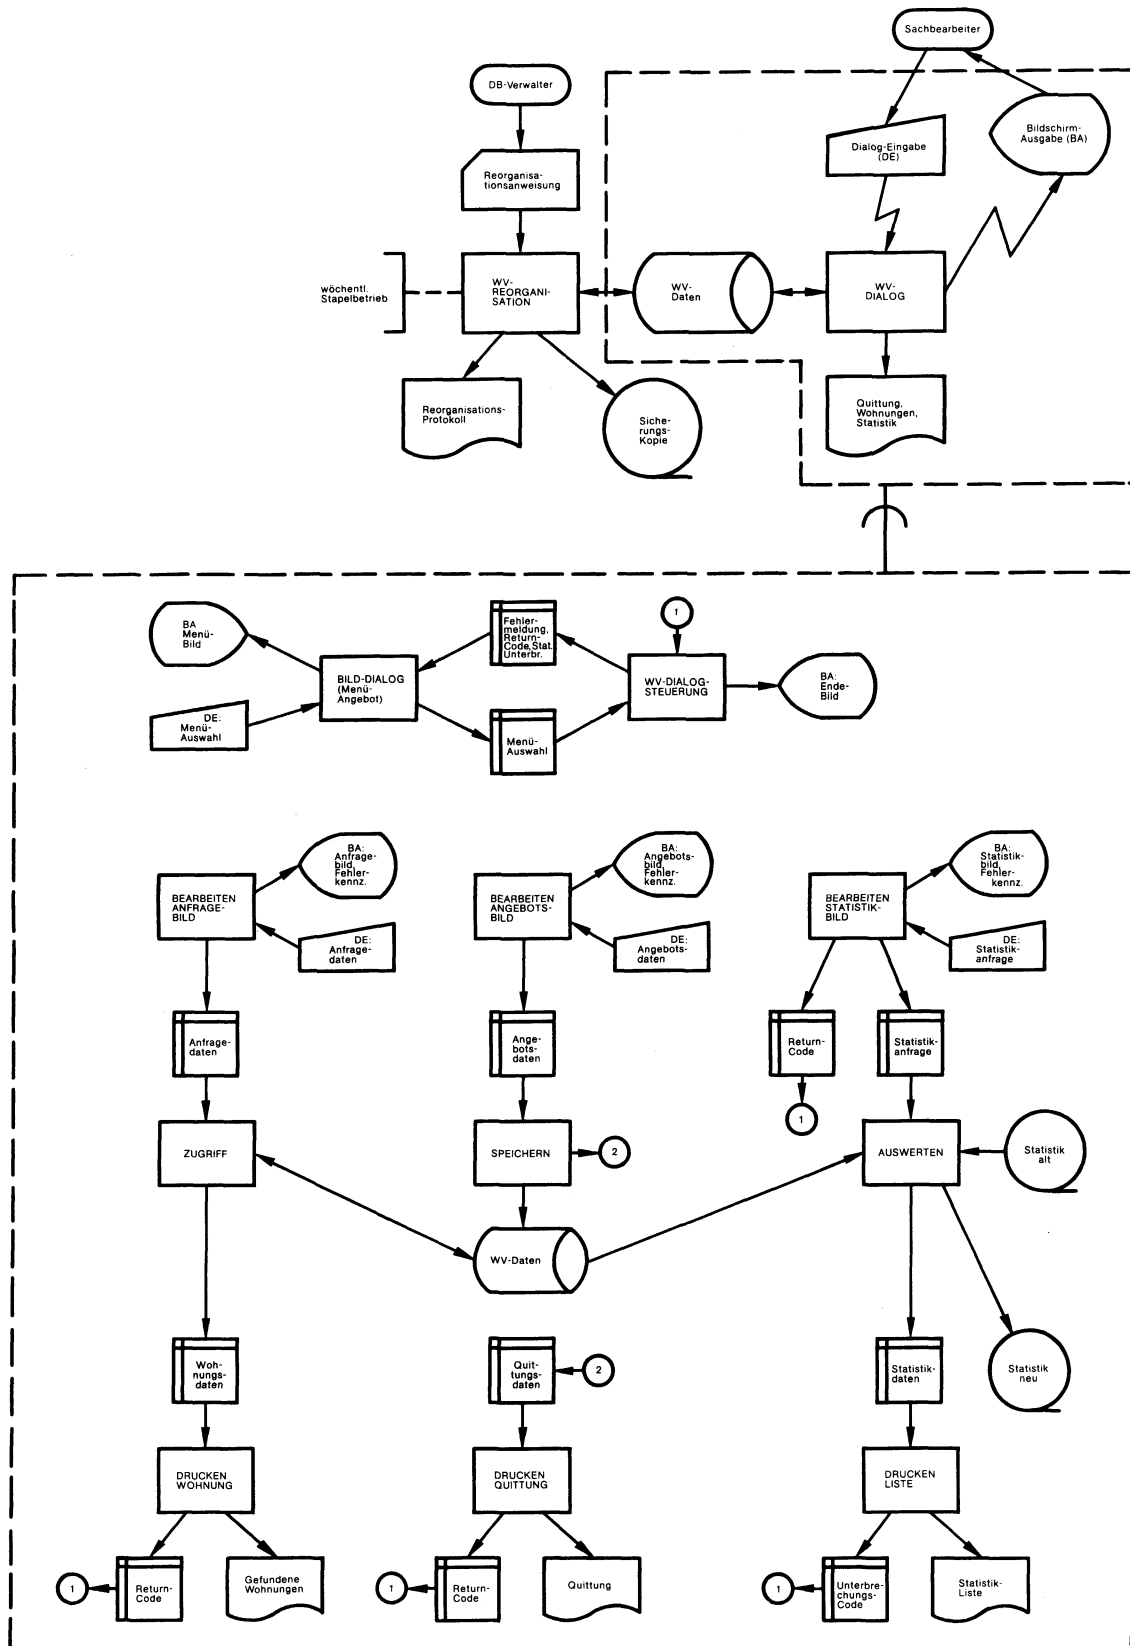 Sachbearbeiter
DB-Verwalter
Bildschirm-
Ausgabe (BA)
Dialog-Eingabe
(DE)
Reorganisa-
tionsanweisung
wöchentl.
Stapelbetrieb
WV-
REORGANI-
SATION
WV-
Daten
WV-
DIALOG
Reorganisations-
Protokoll
Siche-
rungs-
Kopie
Quittung,
Wohnungen,
Statistik
BA
Menü-
Bild
Fehler-
meldung,
Return-
Code, Stat.
Unterbr.
1
BILD-DIALOG
(Menü-
Angebot)
WV-DIALOG-
STEUERUNG
BA:
Ende-
Bild
DE:
Menü-
Auswahl
Menü-
Auswahl
BA:
Anfrage-
bild,
Fehler-
kennz.
BA:
Angebots-
bild,
Fehler-
kennz.
BA:
Statistik-
bild,
Fehler-
kennz.
BEARBEITEN
ANFRAGE-
BILD
BEARBEITEN
ANGEBOTS-
BILD
BEARBEITEN
STATISTIK-
BILD
DE:
Anfrage-
daten
DE:
Angebots-
daten
DE:
Statistik-
anfrage
Anfrage-
daten
Ange-
bots-
daten
Return-
Code
Statistik-
anfrage
1
ZUGRIFF
SPEICHERN
2
AUSWERTEN
Statistik
alt
WV-Daten
Woh-
nungs-
daten
Quit-
tungs-
daten
2
Statistik-
daten
Statistik
neu
DRUCKEN
WOHNUNG
DRUCKEN
QUITTUNG
DRUCKEN
LISTE
1
Return-
Code
Gefundene
Wohnungen
1
Return-
Code
Quittung
1
Unterbre-
chungs-
Code
Statistik-
Liste